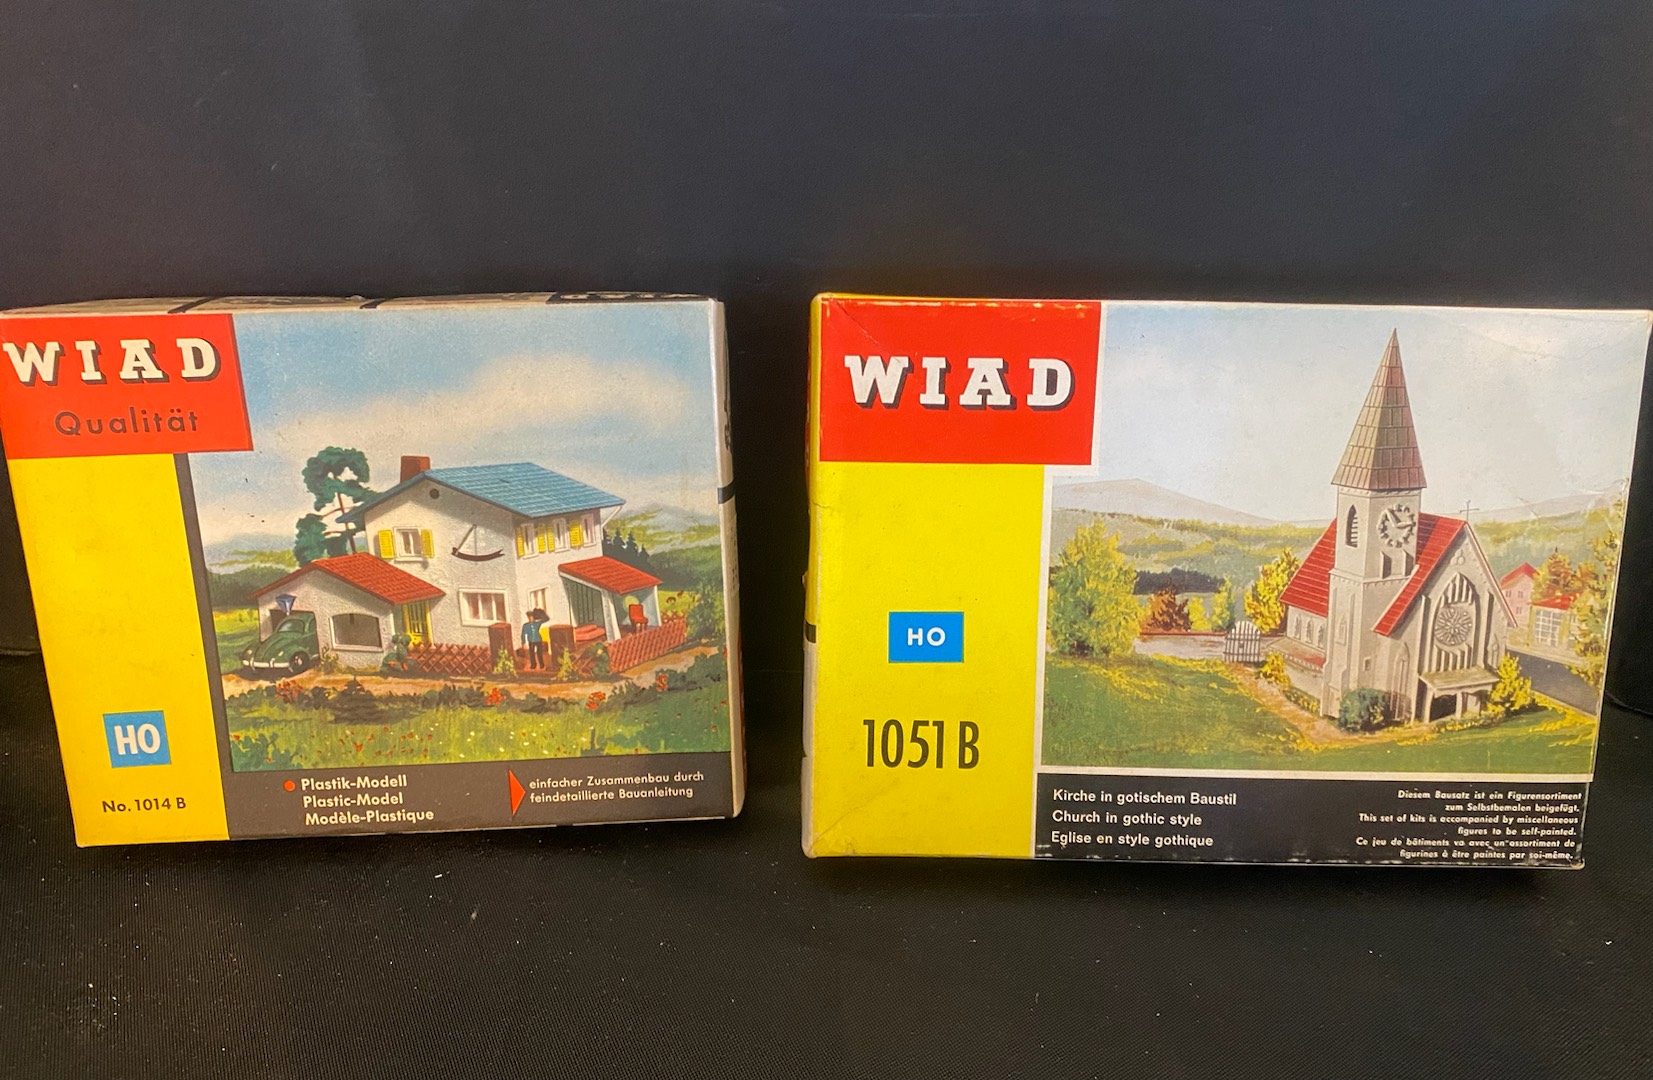 WIAD
Qualität
HO
No. 1014 B
Plastik-Modell
Plastic-Model
Modèle-Plastique
einfacher Zusammenbau durch
feindetaillierte Bauanleitung
WIAD
HO
1051 B
Kirche in gotischem Baustil
Church in gothic style
Eglise en style gothique
Diesem Bausatz ist ein Figurensortiment
zum Selbstbemalen beigefügt.
This set of kits is accompanied by miscellaneous
figures to be self-painted.
Ce jeu de bâtiments va avec un assortiment de
figurines à être paintes par soi-même.